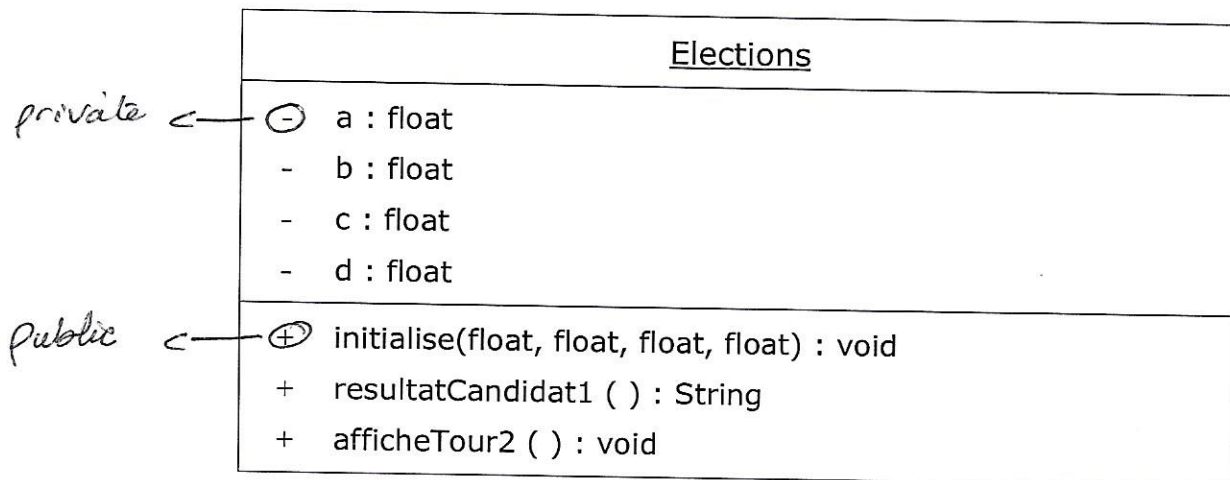 Elections
private <- - a : float
- b : float
- c : float
- d : float
public <- + initialise(float, float, float, float) : void
+ resultatCandidat1 ( ) : String
+ afficheTour2 ( ) : void